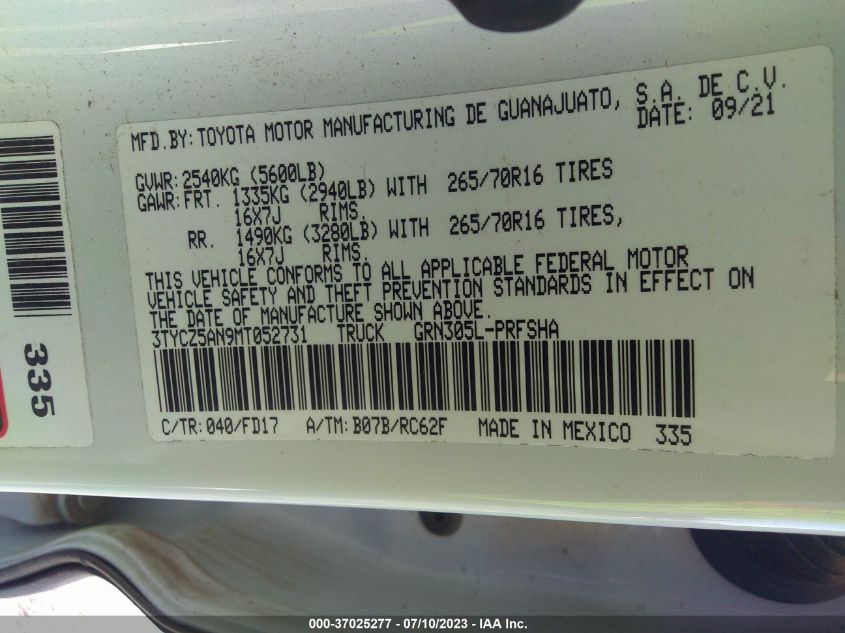 MFD.BY: TOYOTA MOTOR MANUFACTURING DE GUANAJUATO, S.A. DE C.V.
DATE: 09/21
GVWR: 2540KG (5600LB)
GAWR: FRT. 1335KG (2940LB) WITH 265/70R16 TIRES
16X7J RIMS.
RR. 1490KG (3280LB) WITH 265/70R16 TIRES,
16X7J RIMS.
THIS VEHICLE CONFORMS TO ALL APPLICABLE FEDERAL MOTOR
VEHICLE SAFETY AND THEFT PREVENTION STANDARDS IN EFFECT ON
THE DATE OF MANUFACTURE SHOWN ABOVE.
3TYCZ5AN9MT052731 TRUCK GRN305L-PRFSHA
C/TR: 040/FD17 A/TM: B07B/RC62F MADE IN MEXICO 335
335
000-37025277 - 07/10/2023 - IAA Inc.